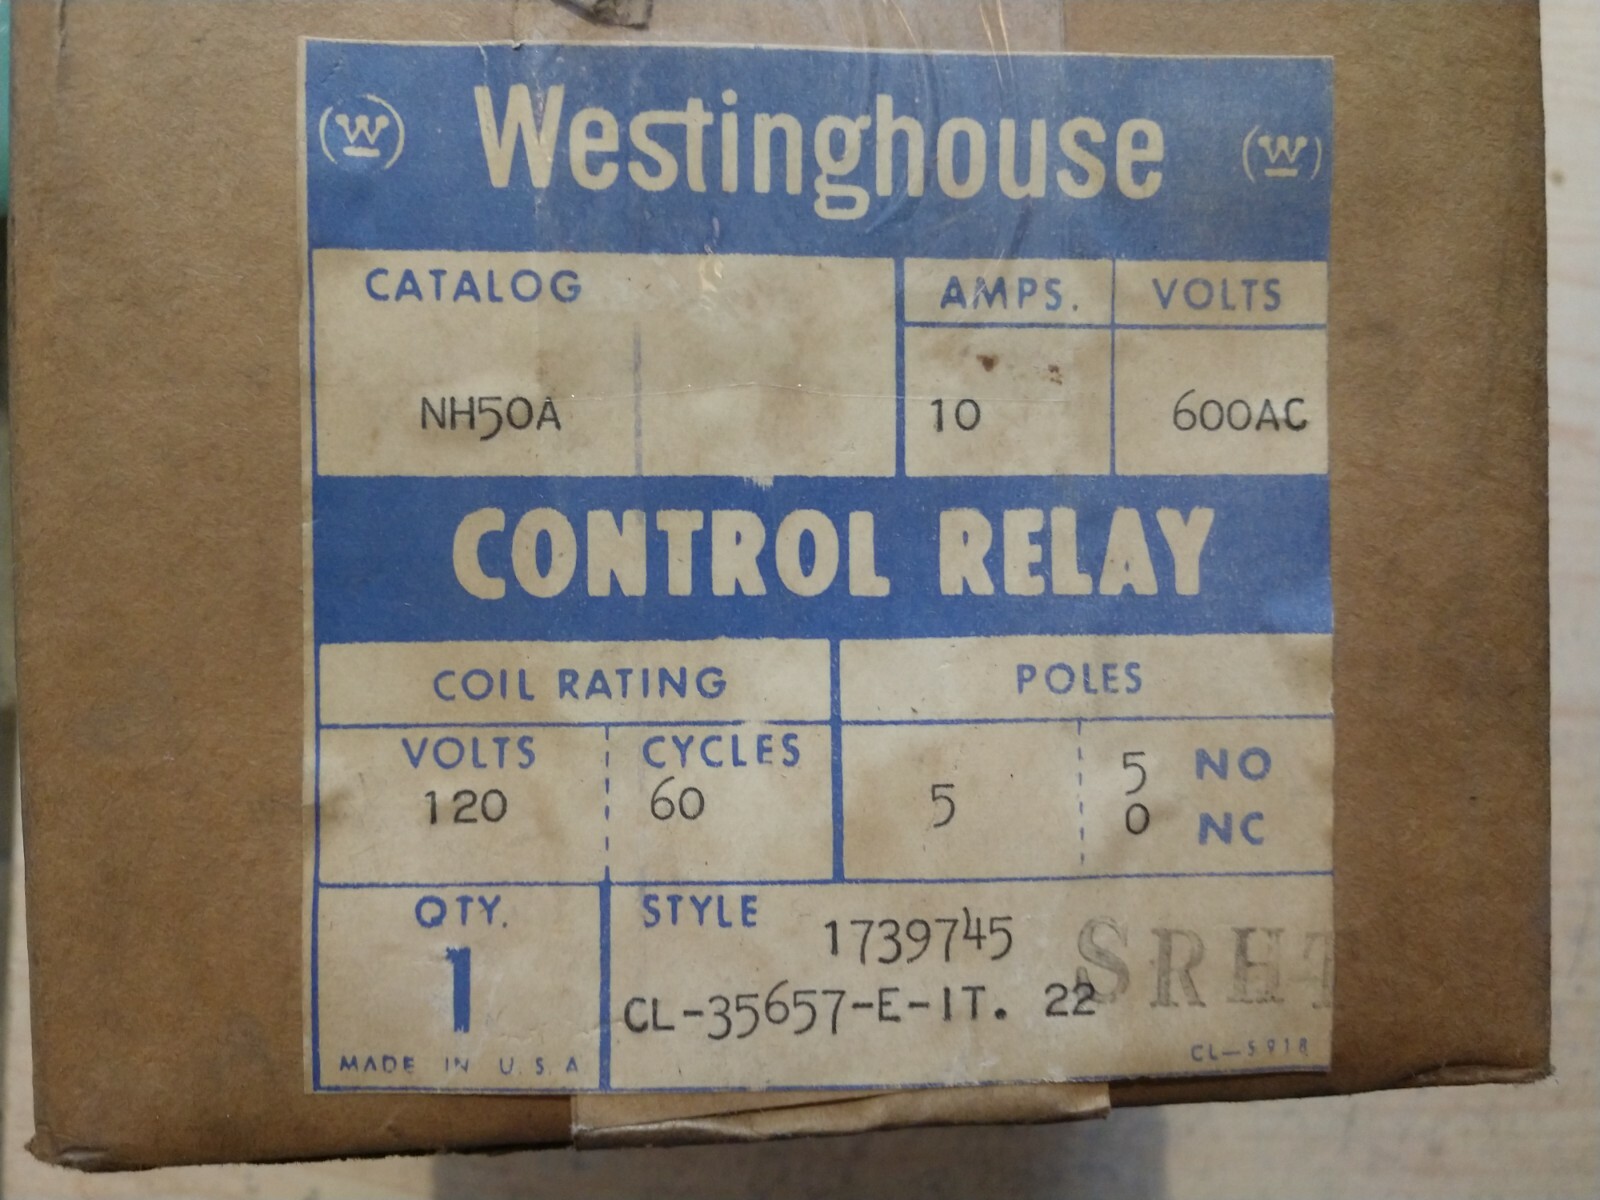 Westinghouse
CATALOG
NH50A
AMPS.
10
VOLTS
600AC
CONTROL RELAY
COIL RATING
VOLTS
120
CYCLES
60
POLES
5
5 NO
0 NC
QTY.
1
MADE IN U.S.A
STYLE
1739745
CL-35657-E-IT. 22
CL-5918